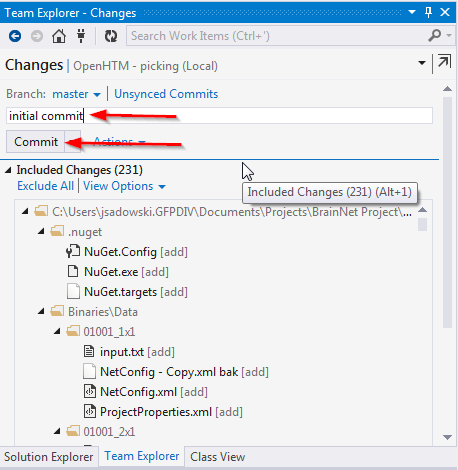 Team Explorer - Changes
Search Work Items (Ctrl+')
Changes | OpenHTM - picking (Local)
Branch: master | Unsynced Commits
initial commit
Commit Actions
Included Changes (231)
Exclude All | View Options
Included Changes (231) (Alt+1)
C:\Users\jsadowski.GFPDIV\Documents\Projects\BrainNet Project\...
.nuget
NuGet.Config [add]
NuGet.exe [add]
NuGet.targets [add]
Binaries\Data
01001_1x1
input.txt [add]
NetConfig - Copy.xml bak [add]
NetConfig.xml [add]
ProjectProperties.xml [add]
01001_2x1
Solution Explorer Team Explorer Class View